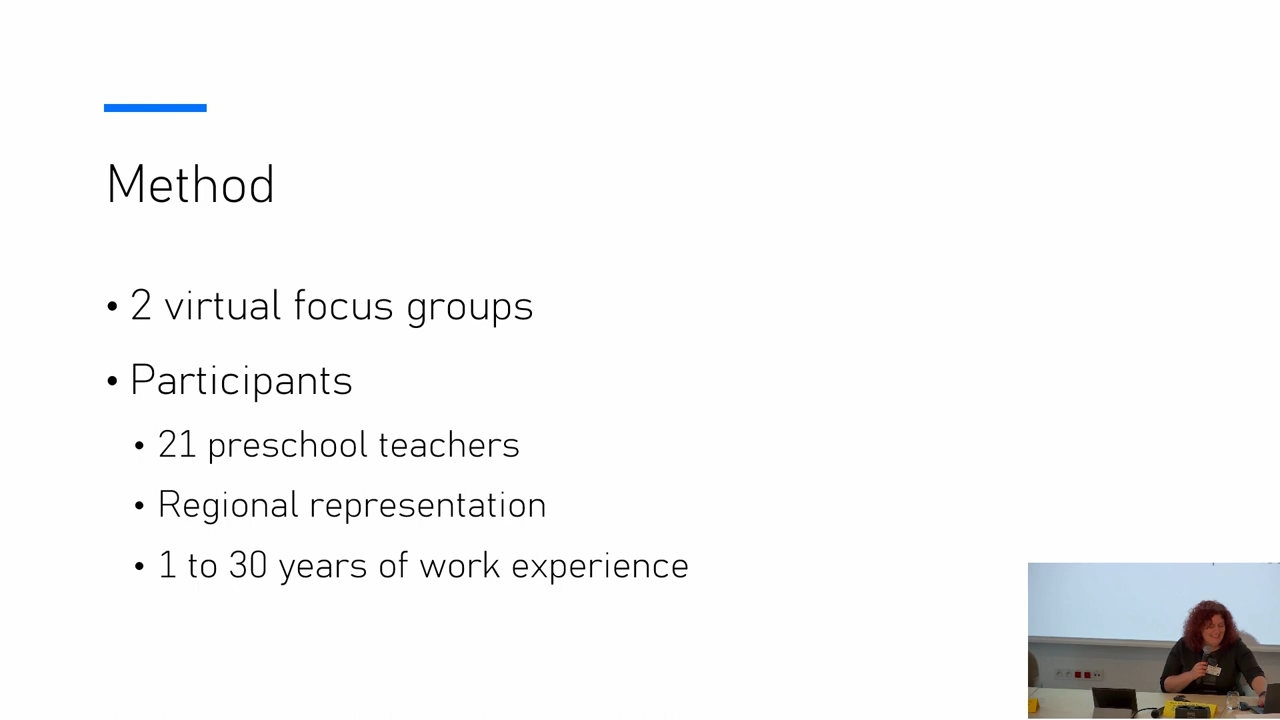 Method
• 2 virtual focus groups
• Participants
• 21 preschool teachers
• Regional representation
• 1 to 30 years of work experience